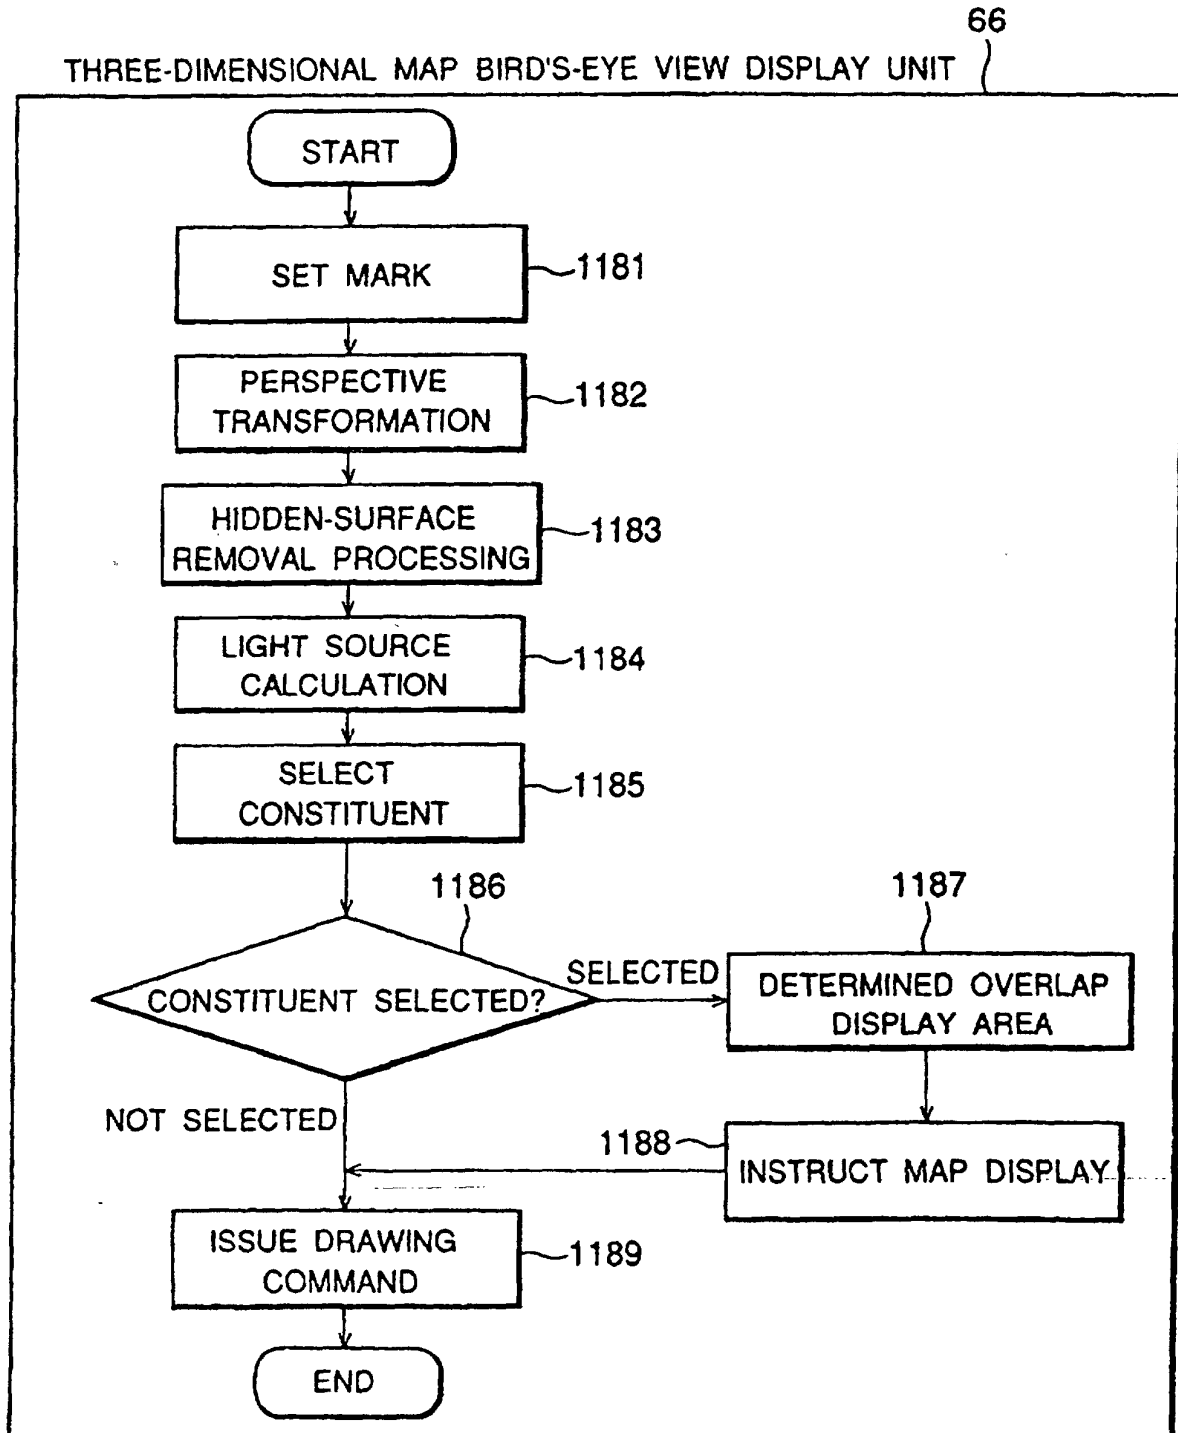 66
THREE-DIMENSIONAL MAP BIRD'S-EYE VIEW DISPLAY UNIT
START
SET MARK
1181
PERSPECTIVE
TRANSFORMATION
1182
HIDDEN-SURFACE
REMOVAL PROCESSING
1183
LIGHT SOURCE
CALCULATION
1184
SELECT
CONSTITUENT
1185
1186
CONSTITUENT SELECTED?
SELECTED
1187
DETERMINED OVERLAP
DISPLAY AREA
NOT SELECTED
1188
INSTRUCT MAP DISPLAY
ISSUE DRAWING
COMMAND
1189
END